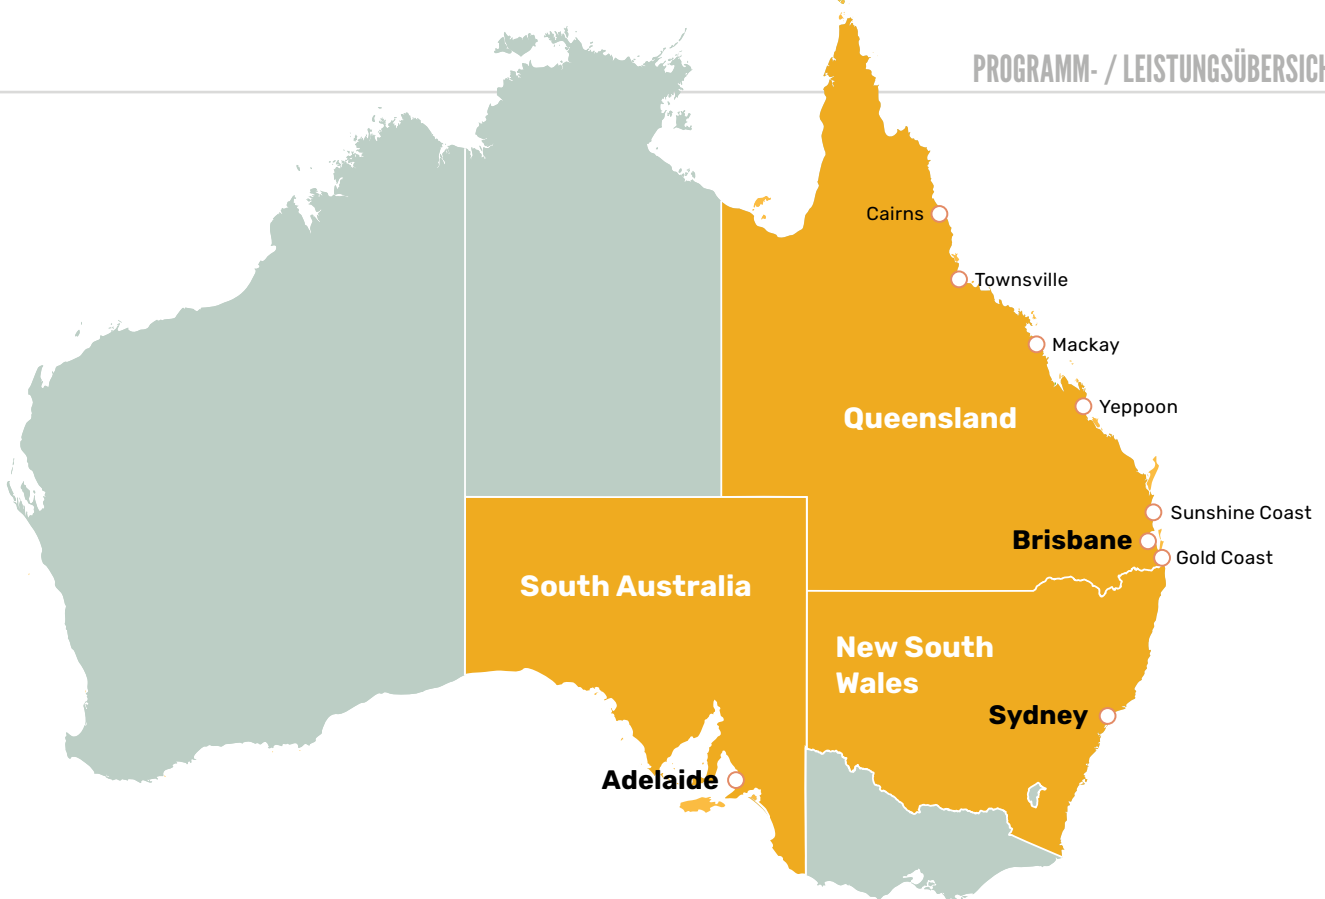 PROGRAMM- / LEISTUNGSÜBERSICH
Cairns
Townsville
Mackay
Queensland
Yeppoon
Sunshine Coast
Brisbane
Gold Coast
South Australia
New South
Wales
Sydney
Adelaide